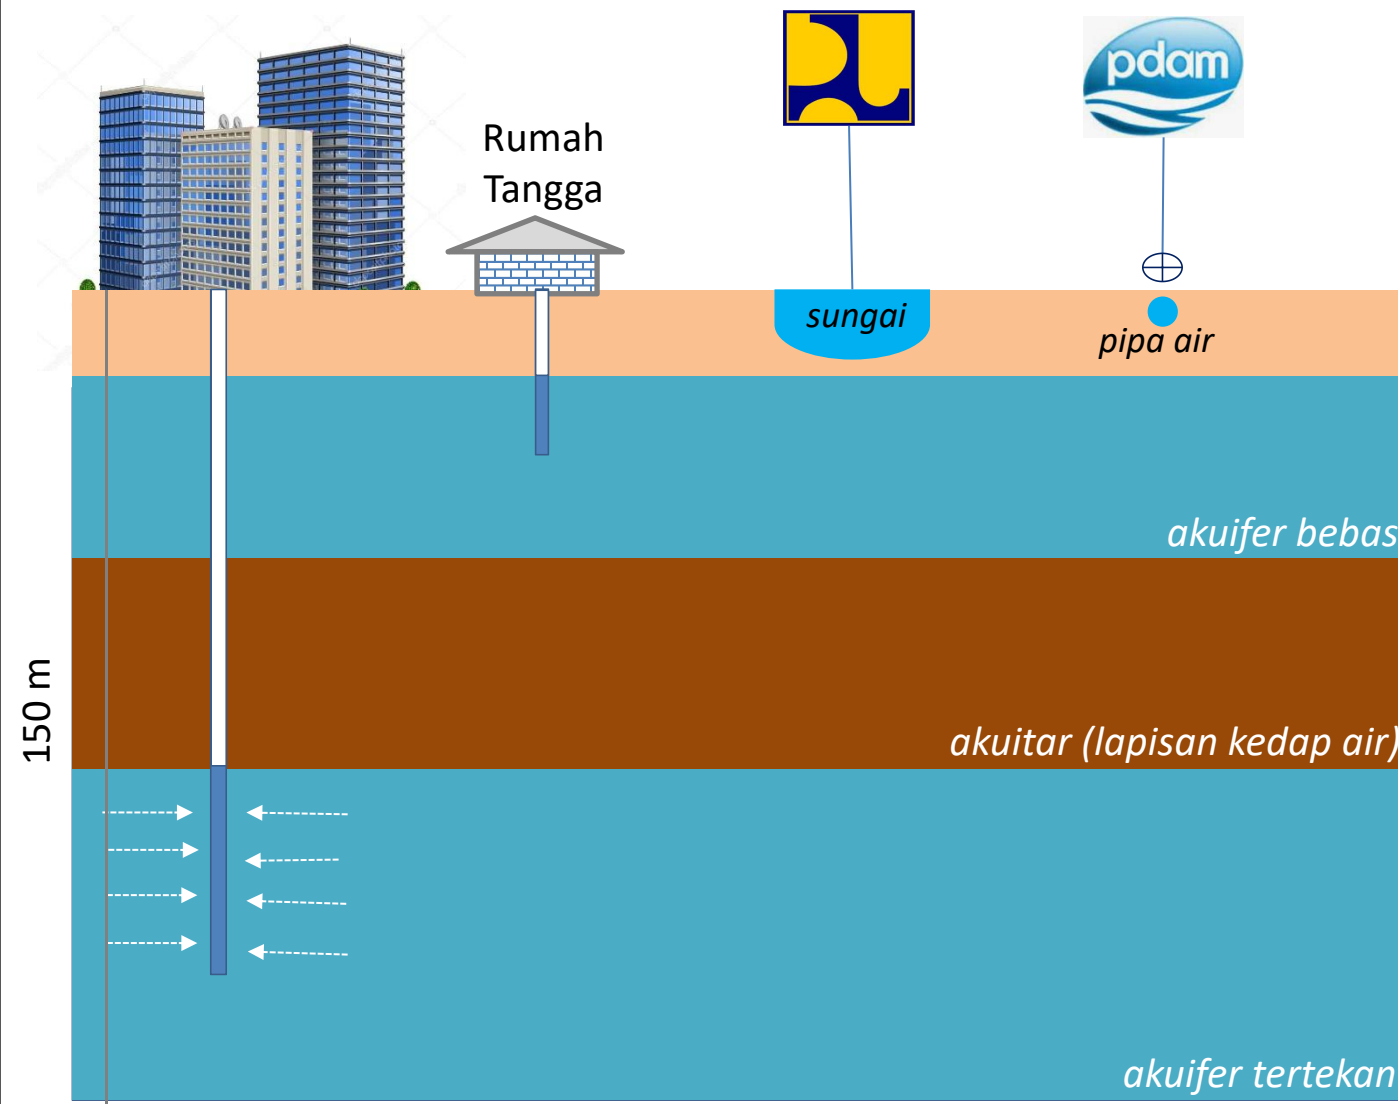 Rumah
Tangga
pdam
sungai
pipa air
akuifer bebas
150 m
akuitar (lapisan kedap air)
akuifer tertekan